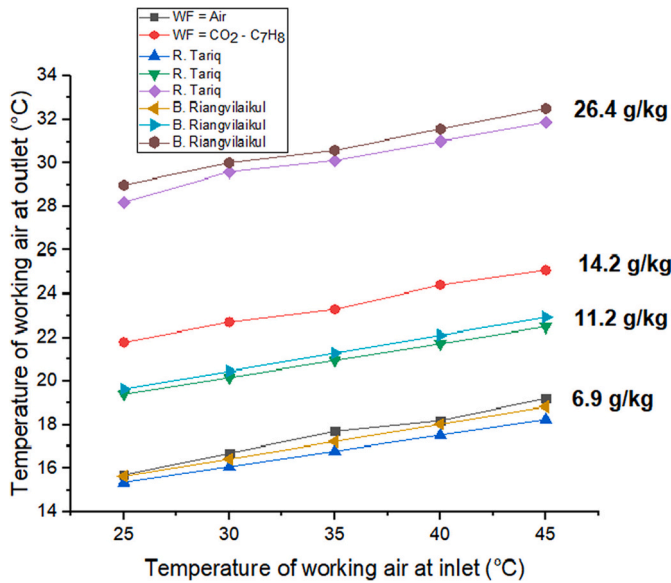 WF = Air
WF = CO2 - C7H8
R. Tariq
R. Tariq
R. Tariq
B. Riangvilaikul
B. Riangvilaikul
B. Riangvilaikul
Temperature of working air at outlet (°C)
34
32
30
28
26
24
22
20
18
16
14
26.4 g/kg
14.2 g/kg
11.2 g/kg
6.9 g/kg
25
30
35
40
45
Temperature of working air at inlet (°C)